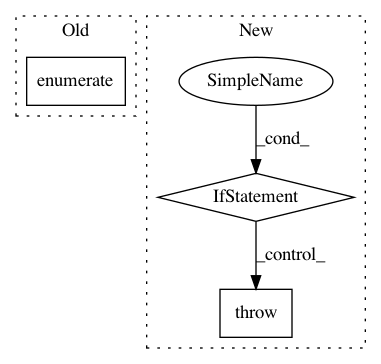 Old
New
enumerate
SimpleName
_cond_
IfStatement
_control_
throw